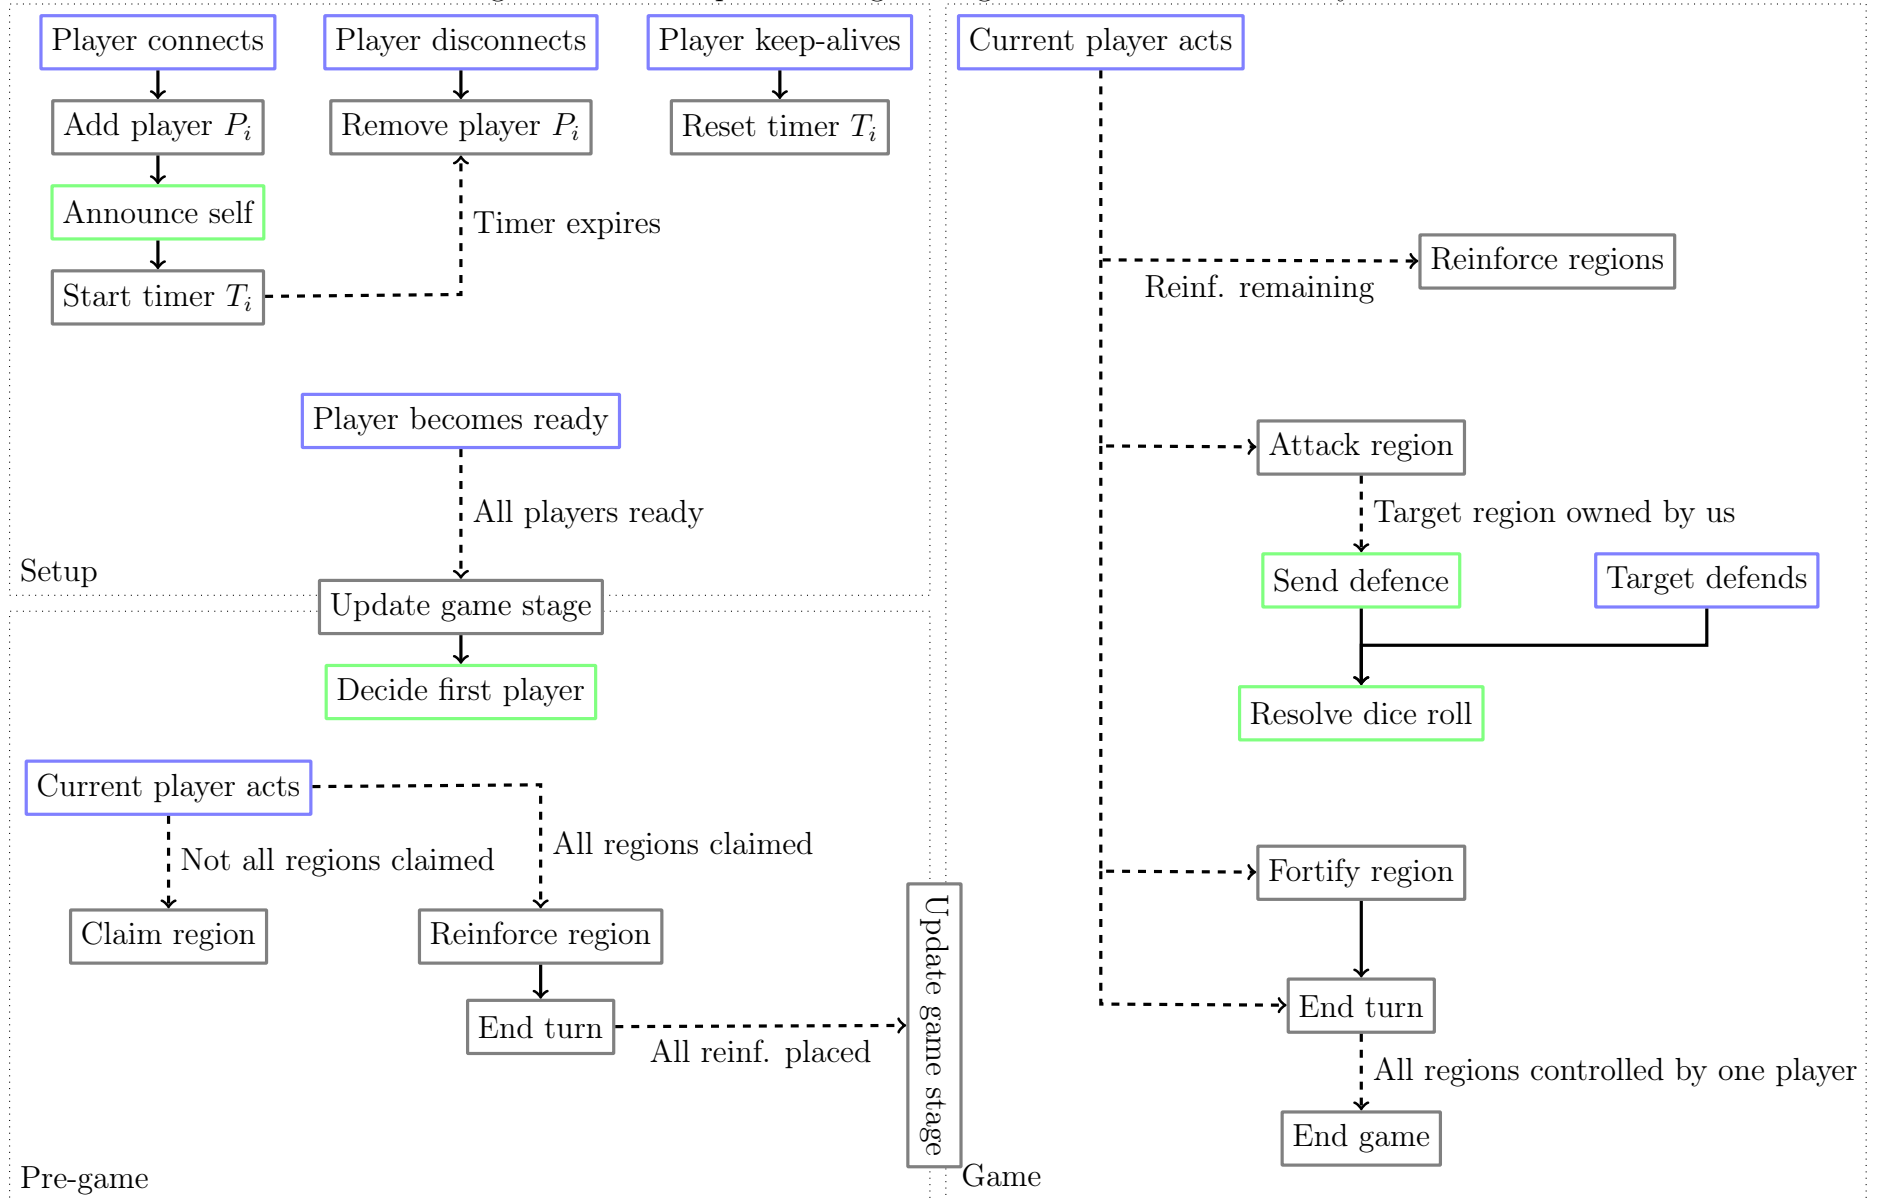 Player connects
Player disconnects
Player keep-alives
Add player Pi
Remove player Pi
Reset timer Ti
Announce self
Timer expires
Start timer Ti
Player becomes ready
All players ready
Setup
Update game stage
Decide first player
Current player acts
Not all regions claimed
All regions claimed
Claim region
Reinforce region
End turn
All reinf. placed
Update game stage
Pre-game
Current player acts
Reinforce regions
Reinf. remaining
Attack region
Target region owned by us
Send defence
Target defends
Resolve dice roll
Fortify region
End turn
All regions controlled by one player
End game
Game